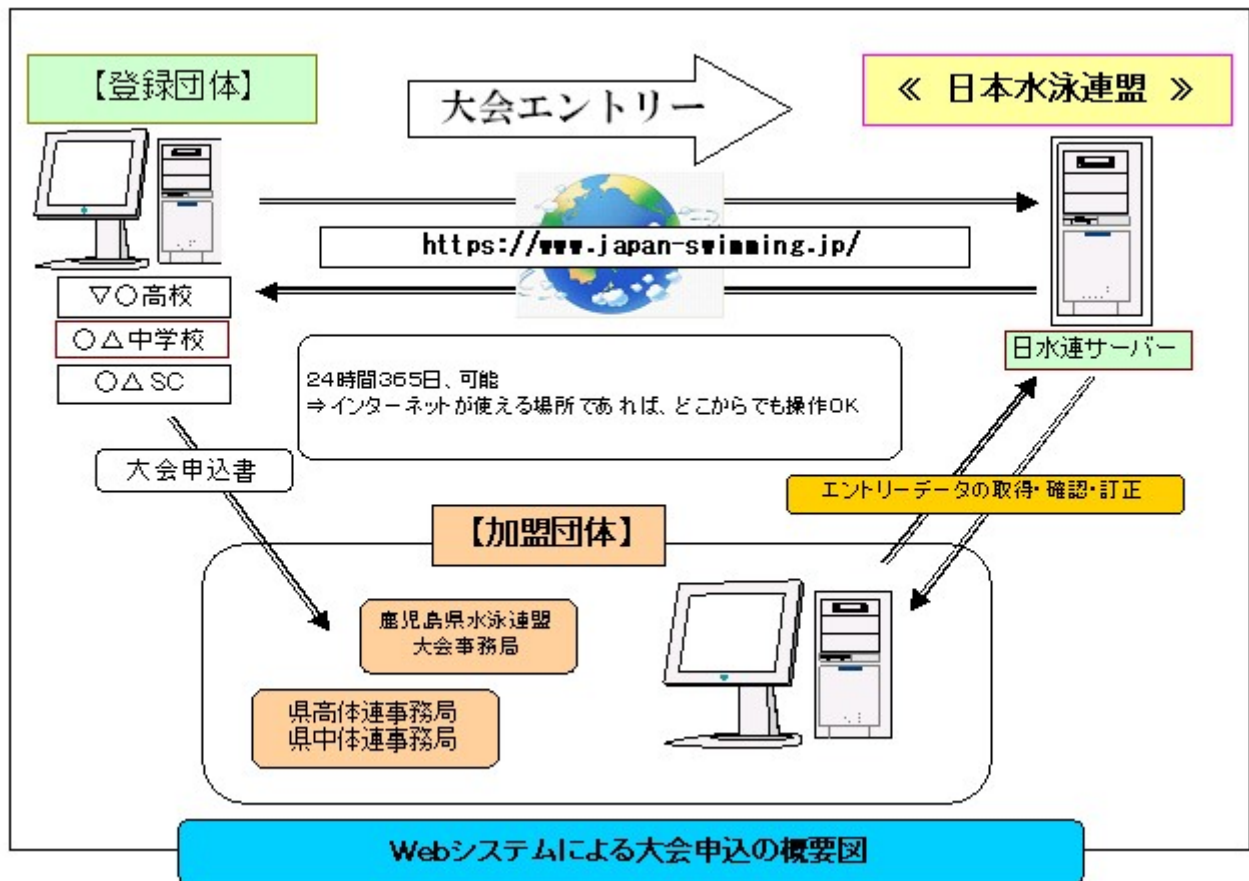 【登録団体】
大会エントリー
≪ 日本水泳連盟 ≫
https://www.japan-swimming.jp/
▽○高校
○△中学校
○△SC
日水連サーバー
24時間365日、可能
⇒インターネットが使える場所であれば、どこからでも操作OK
大会申込書
エントリーデータの取得・確認・訂正
【加盟団体】
鹿児島県水泳連盟
大会事務局
県高体連事務局
県中体連事務局
Webシステムによる大会申込の概要図